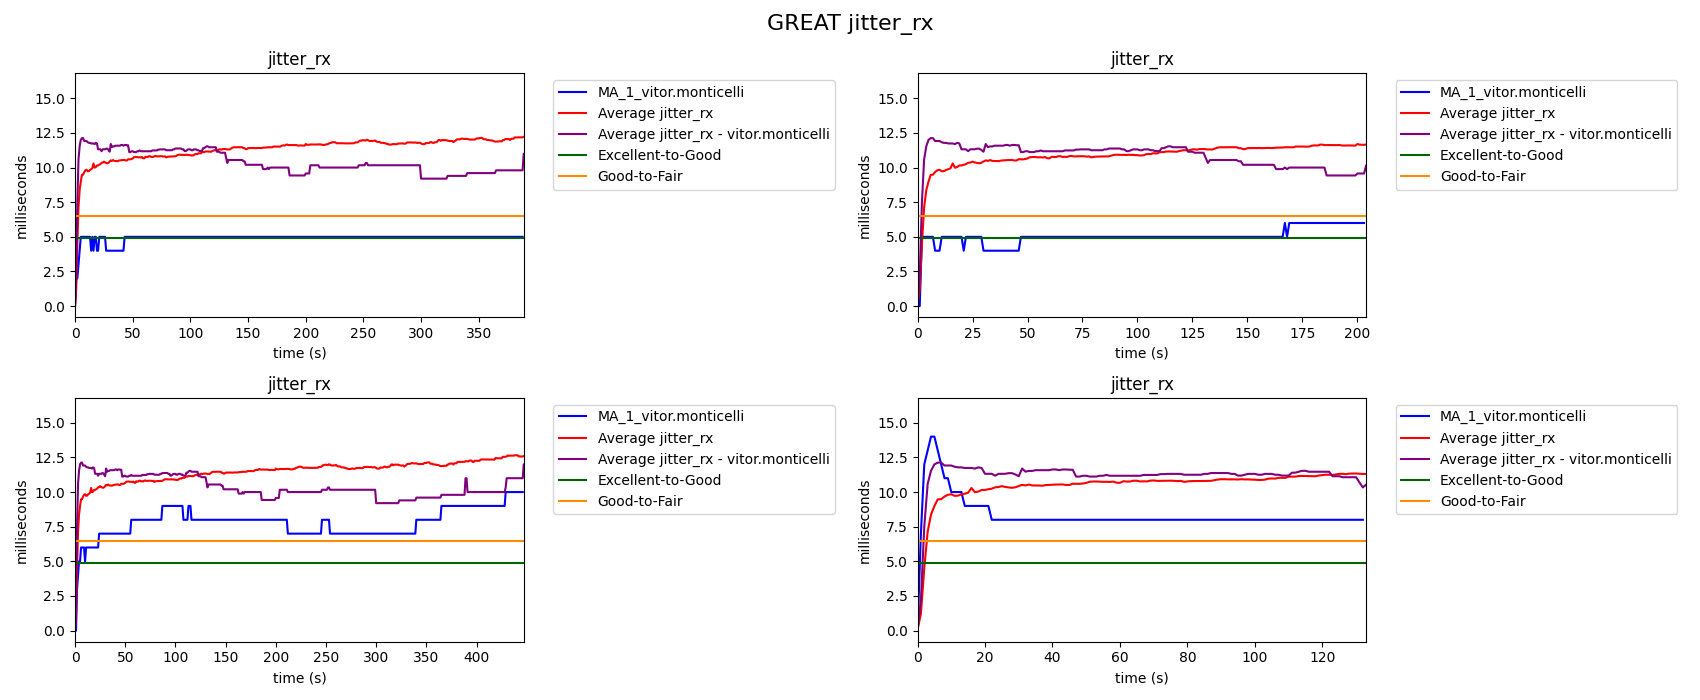 GREAT jitter_rx
jitter_rx
15.0
12.5
10.0
7.5
5.0
2.5
0.0
milliseconds
0 50 100 150 200 250 300 350
time (s)
MA_1_vitor.monticelli
Average jitter_rx
Average jitter_rx - vitor.monticelli
Excellent-to-Good
Good-to-Fair
jitter_rx
15.0
12.5
10.0
7.5
5.0
2.5
0.0
milliseconds
0 25 50 75 100 125 150 175 200
time (s)
MA_1_vitor.monticelli
Average jitter_rx
Average jitter_rx - vitor.monticelli
Excellent-to-Good
Good-to-Fair
jitter_rx
15.0
12.5
10.0
7.5
5.0
2.5
0.0
milliseconds
0 50 100 150 200 250 300 350 400
time (s)
MA_1_vitor.monticelli
Average jitter_rx
Average jitter_rx - vitor.monticelli
Excellent-to-Good
Good-to-Fair
jitter_rx
15.0
12.5
10.0
7.5
5.0
2.5
0.0
milliseconds
0 20 40 60 80 100 120
time (s)
MA_1_vitor.monticelli
Average jitter_rx
Average jitter_rx - vitor.monticelli
Excellent-to-Good
Good-to-Fair